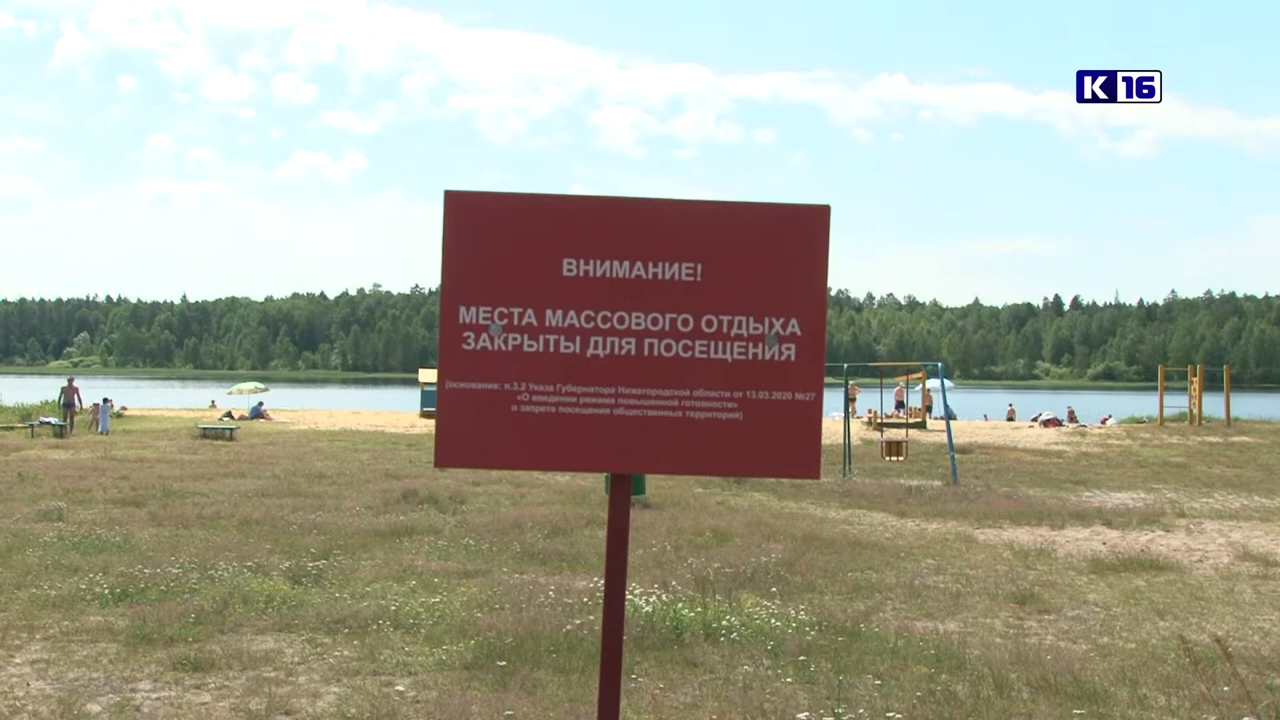 К 16
ВНИМАНИЕ!
МЕСТА МАССОВОГО ОТДЫХА
ЗАКРЫТЫ ДЛЯ ПОСЕЩЕНИЯ
(основание: п.3.2 Указа Губернатора Нижегородской области от 13.03.2020 №27
«О введении режима повышенной готовности»
о запрете посещения общественных территорий)